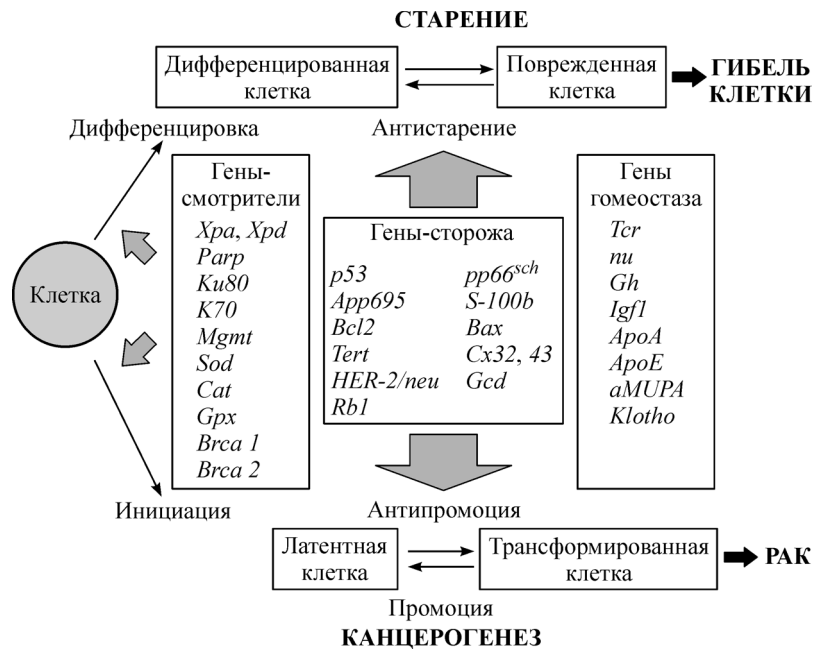 СТАРЕНИЕ
Дифференцированная
клетка
Поврежденная
клетка
ГИБЕЛЬ
КЛЕТКИ
Дифференцировка
Антистарение
Гены-
смотрители
Xpa, Xpd
Parp
Ku80
K70
Mgmt
Sod
Cat
Gpx
Brca 1
Brca 2
Клетка
Гены-сторожа
p53
App695
Bcl2
Tert
HER-2/neu
Rb1
pp66sch
S-100b
Bax
Cx32, 43
Gcd
Гены
гомеостаза
Tcr
nu
Gh
Igf1
ApoA
ApoE
aMUPA
Klotho
Инициация
Антипромоция
Латентная
клетка
Трансформированная
клетка
РАК
Промоция
КАНЦЕРОГЕНЕЗ